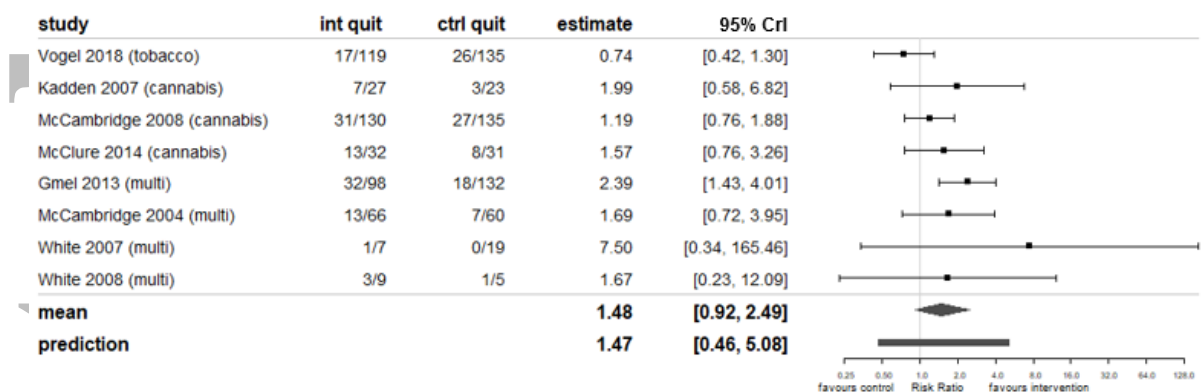 study int quit ctrl quit estimate 95% CrI
Vogel 2018 (tobacco) 17/119 26/135 0.74 [0.42, 1.30]
Kadden 2007 (cannabis) 7/27 3/23 1.99 [0.58, 6.82]
McCambridge 2008 (cannabis) 31/130 27/135 1.19 [0.76, 1.88]
McClure 2014 (cannabis) 13/32 8/31 1.57 [0.76, 3.26]
Gmel 2013 (multi) 32/98 18/132 2.39 [1.43, 4.01]
McCambridge 2004 (multi) 13/66 7/60 1.69 [0.72, 3.95]
White 2007 (multi) 1/7 0/19 7.50 [0.34, 165.46]
White 2008 (multi) 3/9 1/5 1.67 [0.23, 12.09]
mean 1.48 [0.92, 2.49]
prediction 1.47 [0.46, 5.08]
0.25 0.50 1.0 2.0 4.0 8.0 16.0 32.0 64.0 128.0
favours control Risk Ratio favours intervention